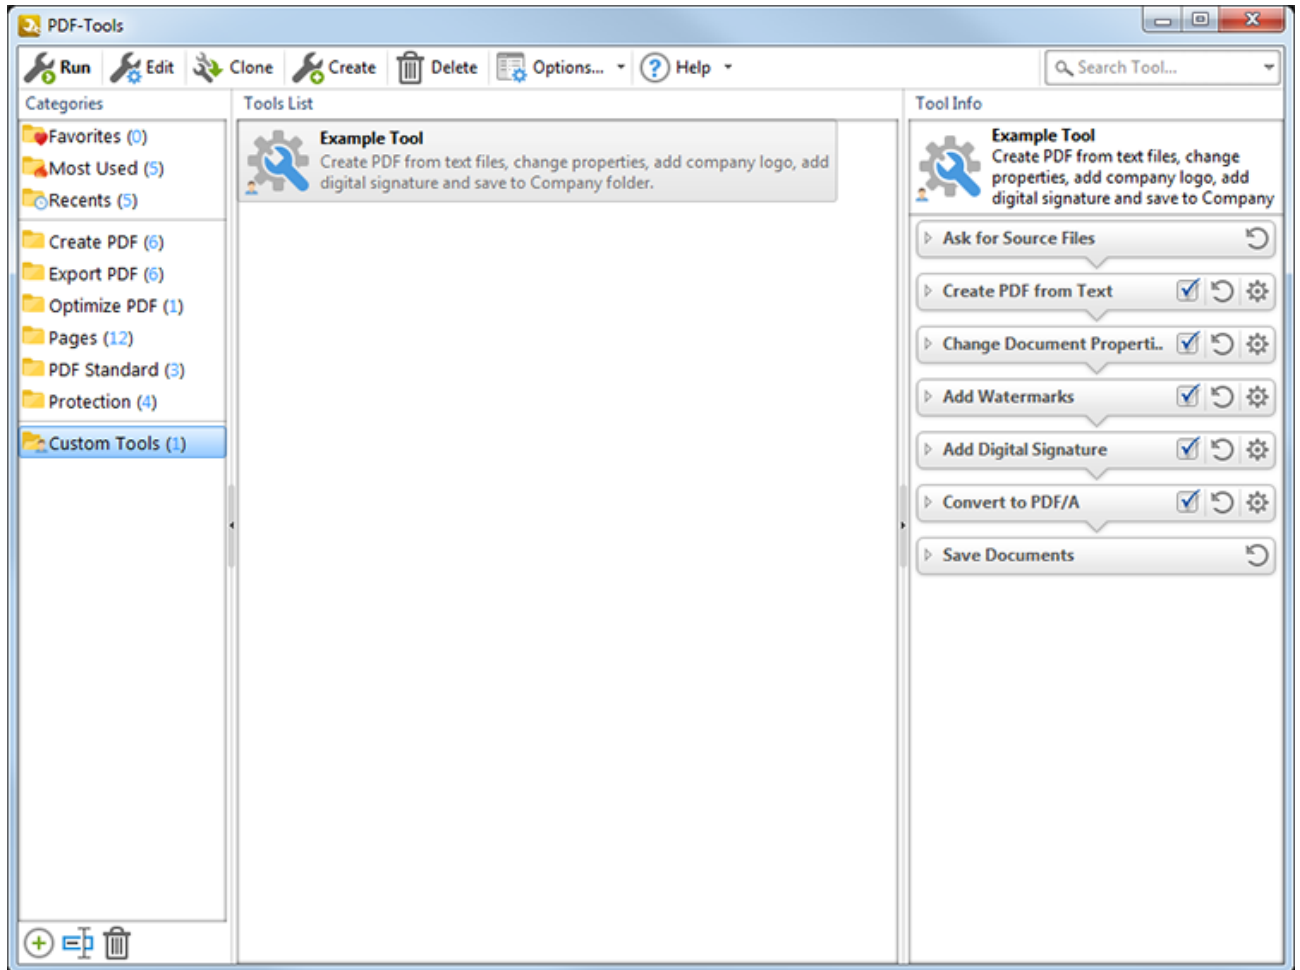 PDF-Tools
Run Edit Clone Create Delete Options... Help Search Tool...
Categories
Favorites (0)
Most Used (5)
Recents (5)
Create PDF (6)
Export PDF (6)
Optimize PDF (1)
Pages (12)
PDF Standard (3)
Protection (4)
Custom Tools (1)
Tools List
Example Tool
Create PDF from text files, change properties, add company logo, add
digital signature and save to Company folder.
Tool Info
Example Tool
Create PDF from text files, change
properties, add company logo, add
digital signature and save to Company
Ask for Source Files
Create PDF from Text
Change Document Properti..
Add Watermarks
Add Digital Signature
Convert to PDF/A
Save Documents